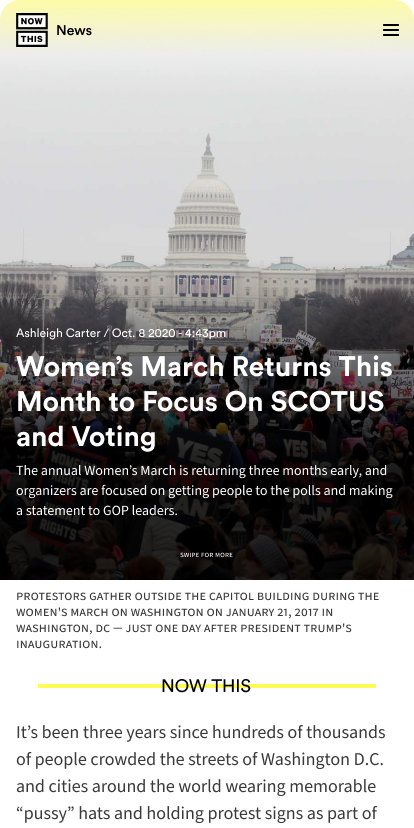 NOW
THIS
News
Ashleigh Carter / Oct. 8 2020 - 4:43pm
Women’s March Returns This
Month to Focus On SCOTUS
and Voting
The annual Women’s March is returning three months early, and
organizers are focused on getting people to the polls and making
a statement to GOP leaders.
SWIPE FOR MORE
PROTESTORS GATHER OUTSIDE THE CAPITOL BUILDING DURING THE
WOMEN'S MARCH ON WASHINGTON ON JANUARY 21, 2017 IN
WASHINGTON, DC — JUST ONE DAY AFTER PRESIDENT TRUMP'S
INAUGURATION.
NOW THIS
It’s been three years since hundreds of thousands
of people crowded the streets of Washington D.C.
and cities around the world wearing memorable
“pussy” hats and holding protest signs as part of